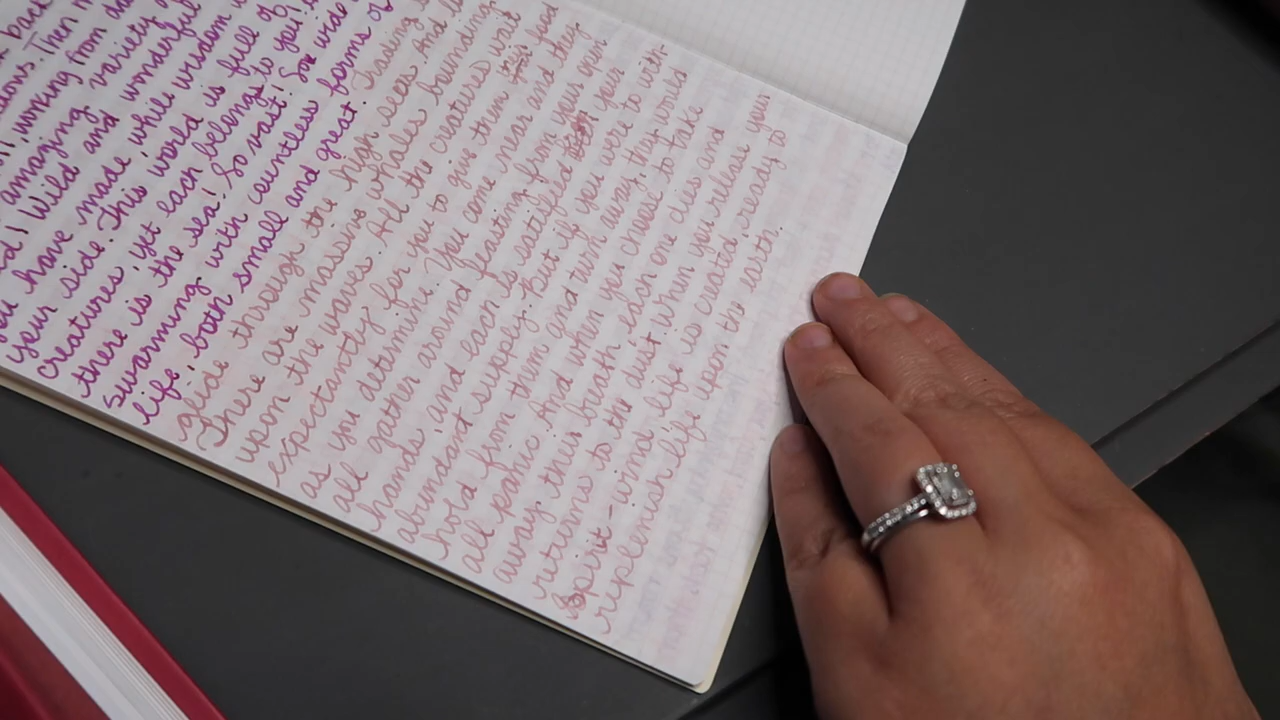 back
Then
working from
amazing variety
Wild and wonderful
you have made while wisdom
your side. This world is full of
creatures, yet each belongs to you!
there is the sea! So vast! So wide
swarming with countless forms of
life, both small and great. Trading
glide through the high seas. And
There are massive whales bounding
upon the waves. All the creatures wait
expectantly for you to give them food
as you determine. You come near and they
all gather around, feasting from your open
hands, and each is satisfied your
abundant supply. But if you were to with-
hold from them and turn away, they would
all panic. And when you choose to take
away their breath each one dies and
returns to the dust. When you release your
Spirit-wind life is created, ready to
replenish life upon the earth.